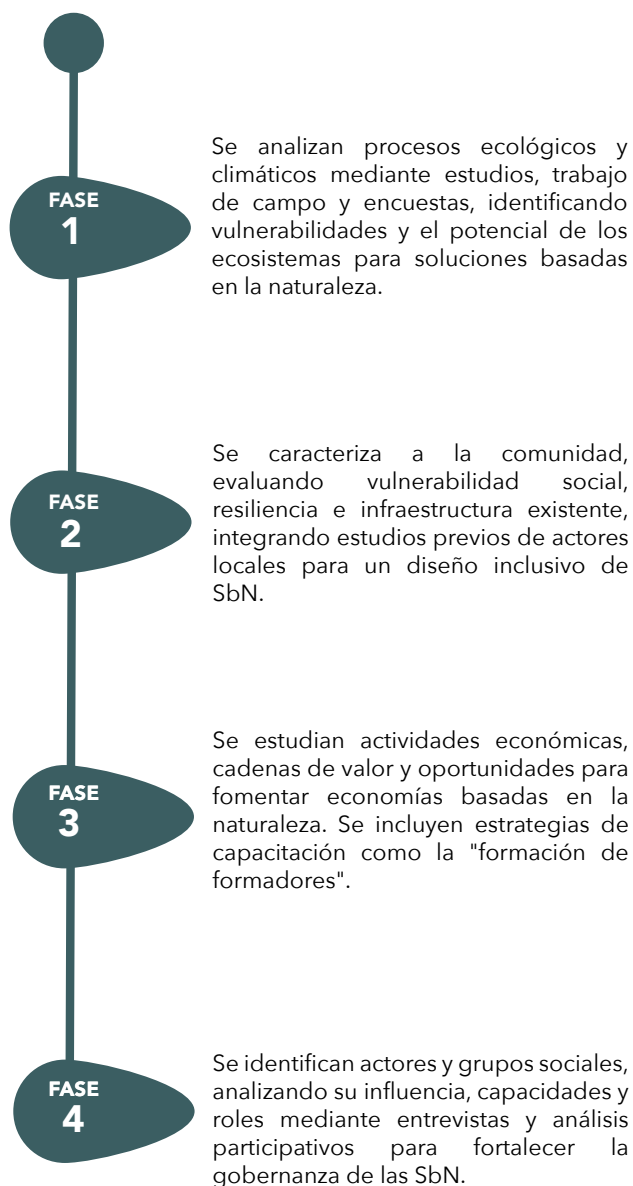 FASE
1
Se analizan procesos ecológicos y
climáticos mediante estudios, trabajo
de campo y encuestas, identificando
vulnerabilidades y el potencial de los
ecosistemas para soluciones basadas
en la naturaleza.
FASE
2
Se caracteriza a la comunidad,
evaluando vulnerabilidad social,
resiliencia e infraestructura existente,
integrando estudios previos de actores
locales para un diseño inclusivo de
SbN.
FASE
3
Se estudian actividades económicas,
cadenas de valor y oportunidades para
fomentar economías basadas en la
naturaleza. Se incluyen estrategias de
capacitación como la "formación de
formadores".
FASE
4
Se identifican actores y grupos sociales,
analizando su influencia, capacidades y
roles mediante entrevistas y análisis
participativos para fortalecer la
gobernanza de las SbN.